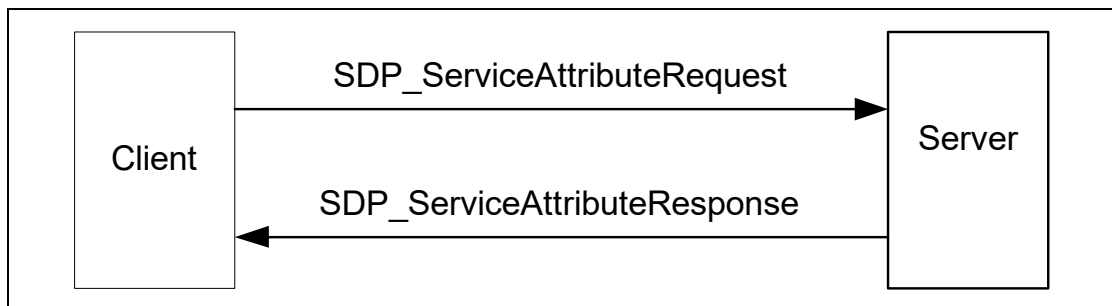 SDP_ServiceAttributeRequest
Client
Server
SDP_ServiceAttributeResponse